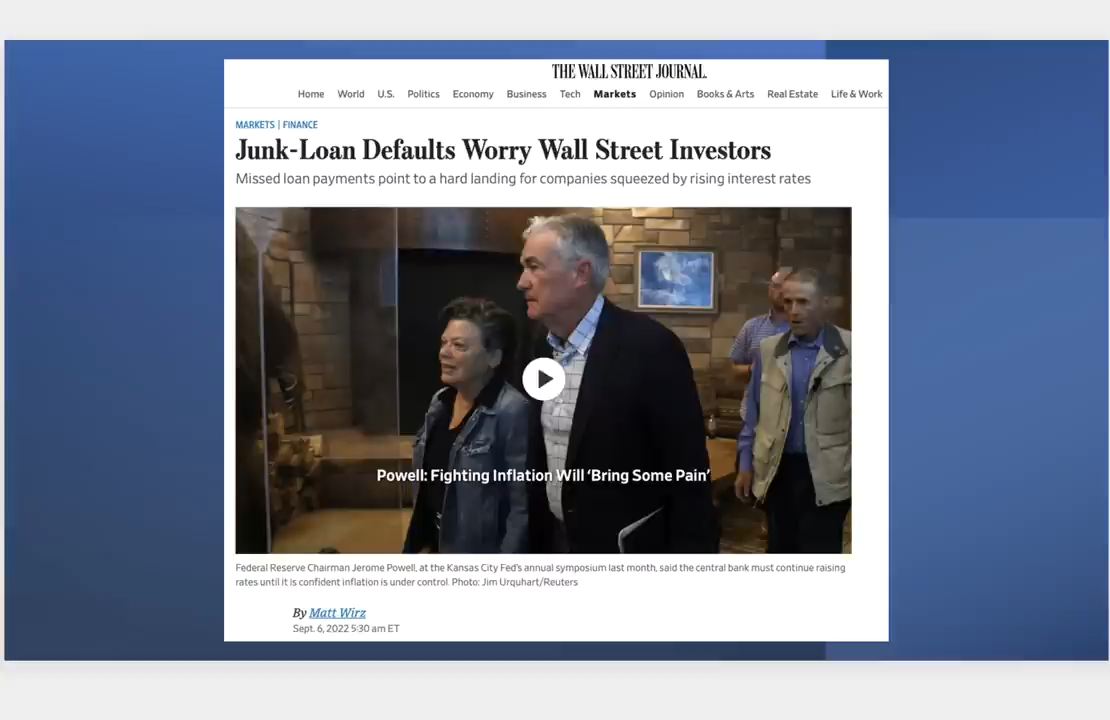 THE WALL STREET JOURNAL.
Home World U.S. Politics Economy Business Tech Markets Opinion Books & Arts Real Estate Life & Work
MARKETS | FINANCE
Junk-Loan Defaults Worry Wall Street Investors
Missed loan payments point to a hard landing for companies squeezed by rising interest rates
Powell: Fighting Inflation Will ‘Bring Some Pain’
Federal Reserve Chairman Jerome Powell, at the Kansas City Fed's annual symposium last month, said the central bank must continue raising
rates until it is confident inflation is under control. Photo: Jim Urquhart/Reuters
By Matt Wirz
Sept. 6, 2022 5:30 am ET